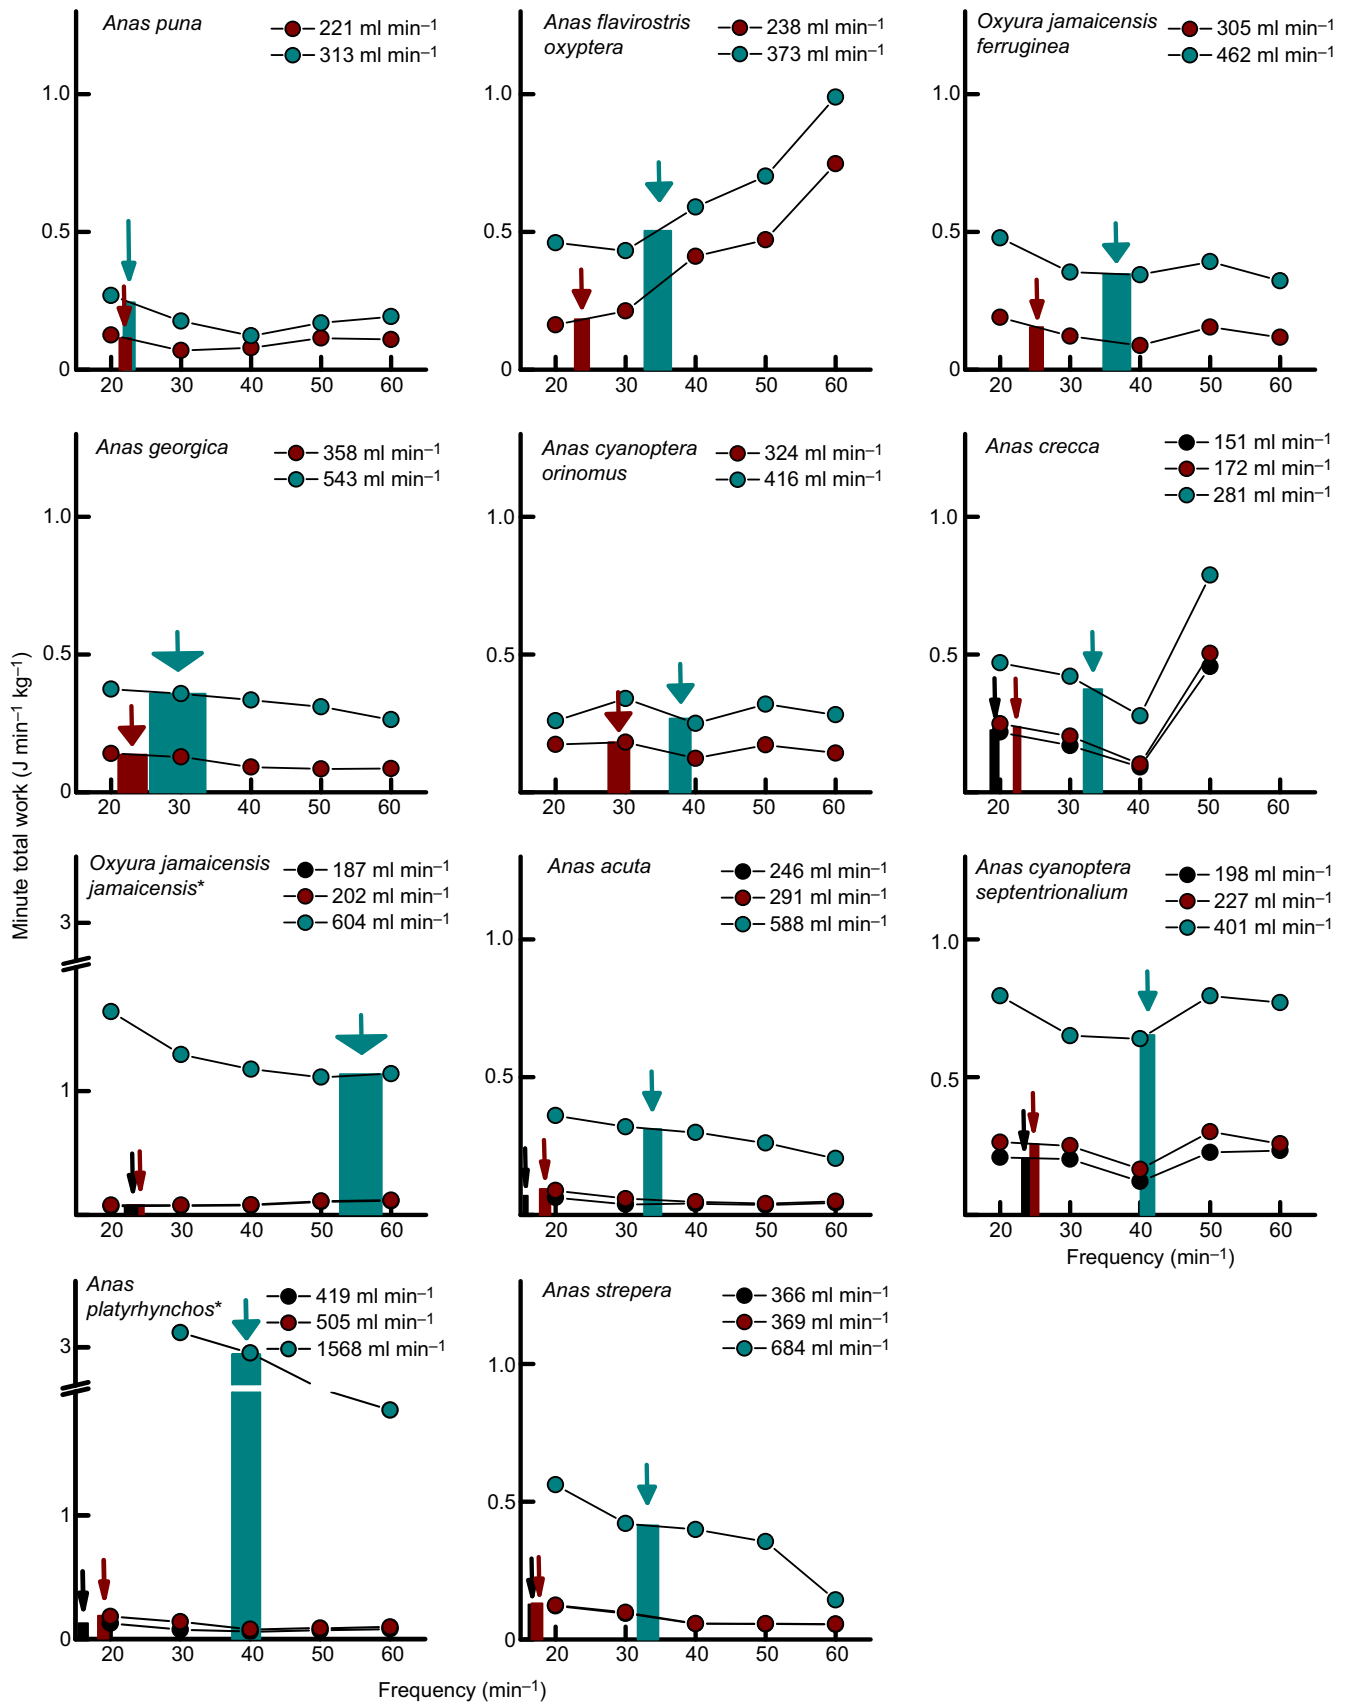 Anas puna
221 ml min–1
313 ml min–1
1.0
0.5
0
20 30 40 50 60
Anas flavirostris
oxyptera
238 ml min–1
373 ml min–1
1.0
0.5
0
20 30 40 50 60
Oxyura jamaicensis
ferruginea
305 ml min–1
462 ml min–1
1.0
0.5
0
20 30 40 50 60
Anas georgica
358 ml min–1
543 ml min–1
1.0
0.5
0
20 30 40 50 60
Anas cyanoptera
orinomus
324 ml min–1
416 ml min–1
1.0
0.5
0
20 30 40 50 60
Anas crecca
151 ml min–1
172 ml min–1
281 ml min–1
1.0
0.5
0
20 30 40 50 60
Minute total work (J min–1 kg–1)
Oxyura jamaicensis
jamaicensis*
187 ml min–1
202 ml min–1
604 ml min–1
3
1
0
20 30 40 50 60
Anas acuta
246 ml min–1
291 ml min–1
588 ml min–1
1.0
0.5
0
20 30 40 50 60
Anas cyanoptera
septentrionalium
198 ml min–1
227 ml min–1
401 ml min–1
1.0
0.5
0
20 30 40 50 60
Frequency (min–1)
Anas
platyrhynchos*
419 ml min–1
505 ml min–1
1568 ml min–1
3
1
0
20 30 40 50 60
Anas strepera
366 ml min–1
369 ml min–1
684 ml min–1
1.0
0.5
0
20 30 40 50 60
Frequency (min–1)